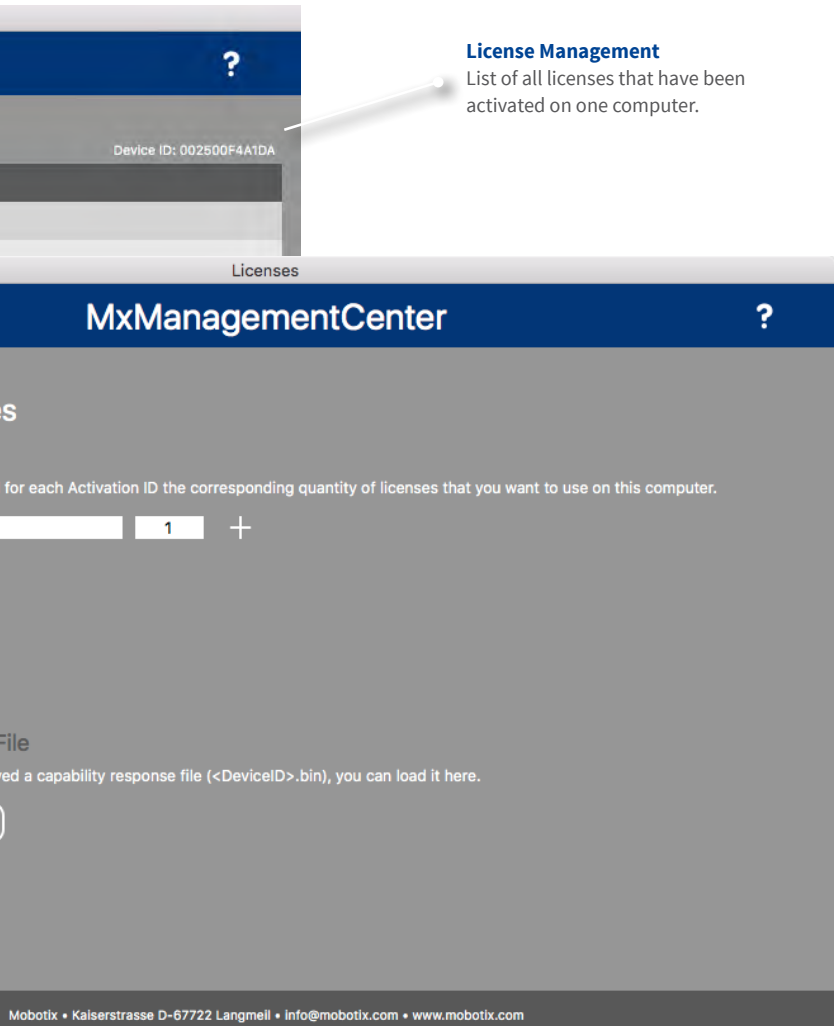 ?
License Management
List of all licenses that have been
activated on one computer.
Device ID: 002500F4A1DA
Licenses
MxManagementCenter ?
es
for each Activation ID the corresponding quantity of licenses that you want to use on this computer.
1 +
File
ved a capability response file (<DeviceID>.bin), you can load it here.
Mobotix • Kaiserstrasse D-67722 Langmeil • info@mobotix.com • www.mobotix.com